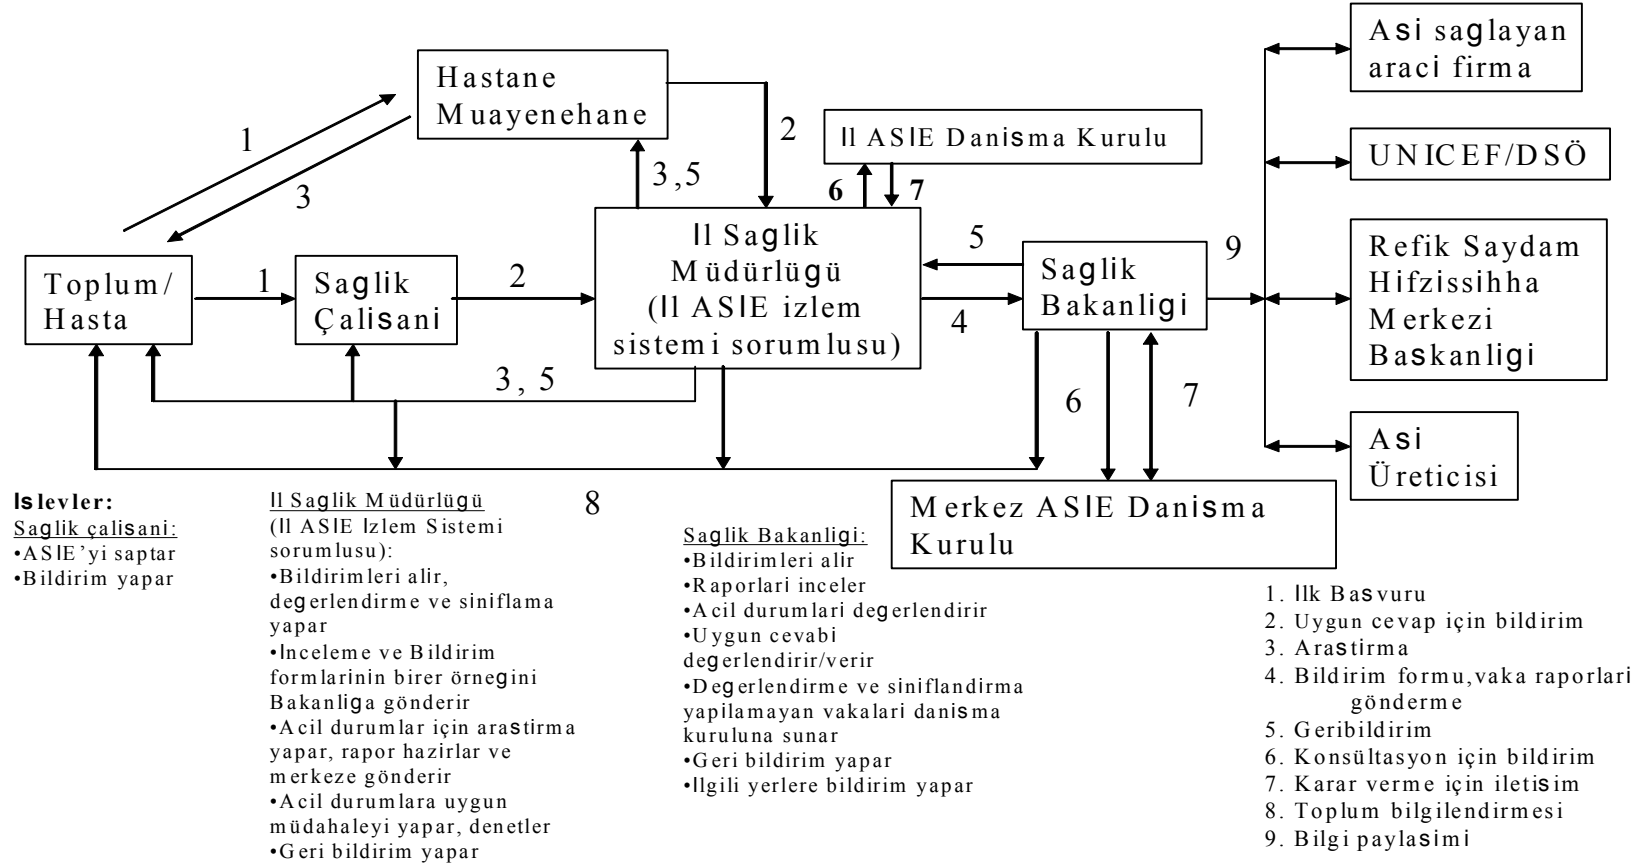 Asi saglayan
araci firma
Hastane
Muayenehane
1
2
Il ASIE Danisma Kurulu
UNICEF/DSÖ
3
3,5
6
7
Il Saglik
Müdürlügü
(Il ASIE izlem
sistemi sorumlusu)
5
9
Refik Saydam
Hifzissihha
Merkezi
Baskanligi
Toplum/
Hasta
1
Saglik
Çalisani
2
Saglik
Bakanligi
4
3, 5
6
7
Asi
Üreticisi
8
Merkez ASIE Danisma
Kurulu
Islevler:
Saglik çalisani:
•ASIE'yi saptar
•Bildirim yapar
Il Saglik Müdürlügü
(Il ASIE Izlem Sistemi
sorumlusu):
•Bildirimleri alir,
degerlendirme ve siniflama
yapar
•Inceleme ve Bildirim
formlarinin birer örnegini
Bakanliga gönderir
•Acil durumlar için arastirma
yapar, rapor hazirlar ve
merkeze gönderir
•Acil durumlara uygun
müdahaleyi yapar, denetler
•Geri bildirim yapar
Saglik Bakanligi:
•Bildirimleri alir
•Raporlari inceler
•Acil durumlari degerlendirir
•Uygun cevabi
degerlendirir/verir
•Degerlendirme ve siniflandirma
yapilamayan vakalari danisma
kuruluna sunar
•Geri bildirim yapar
•Ilgili yerlere bildirim yapar
1. Ilk Basvuru
2. Uygun cevap için bildirim
3. Arastirma
4. Bildirim formu,vaka raporlari
gönderme
5. Geribildirim
6. Konsültasyon için bildirim
7. Karar verme için iletisim
8. Toplum bilgilendirmesi
9. Bilgi paylasimi